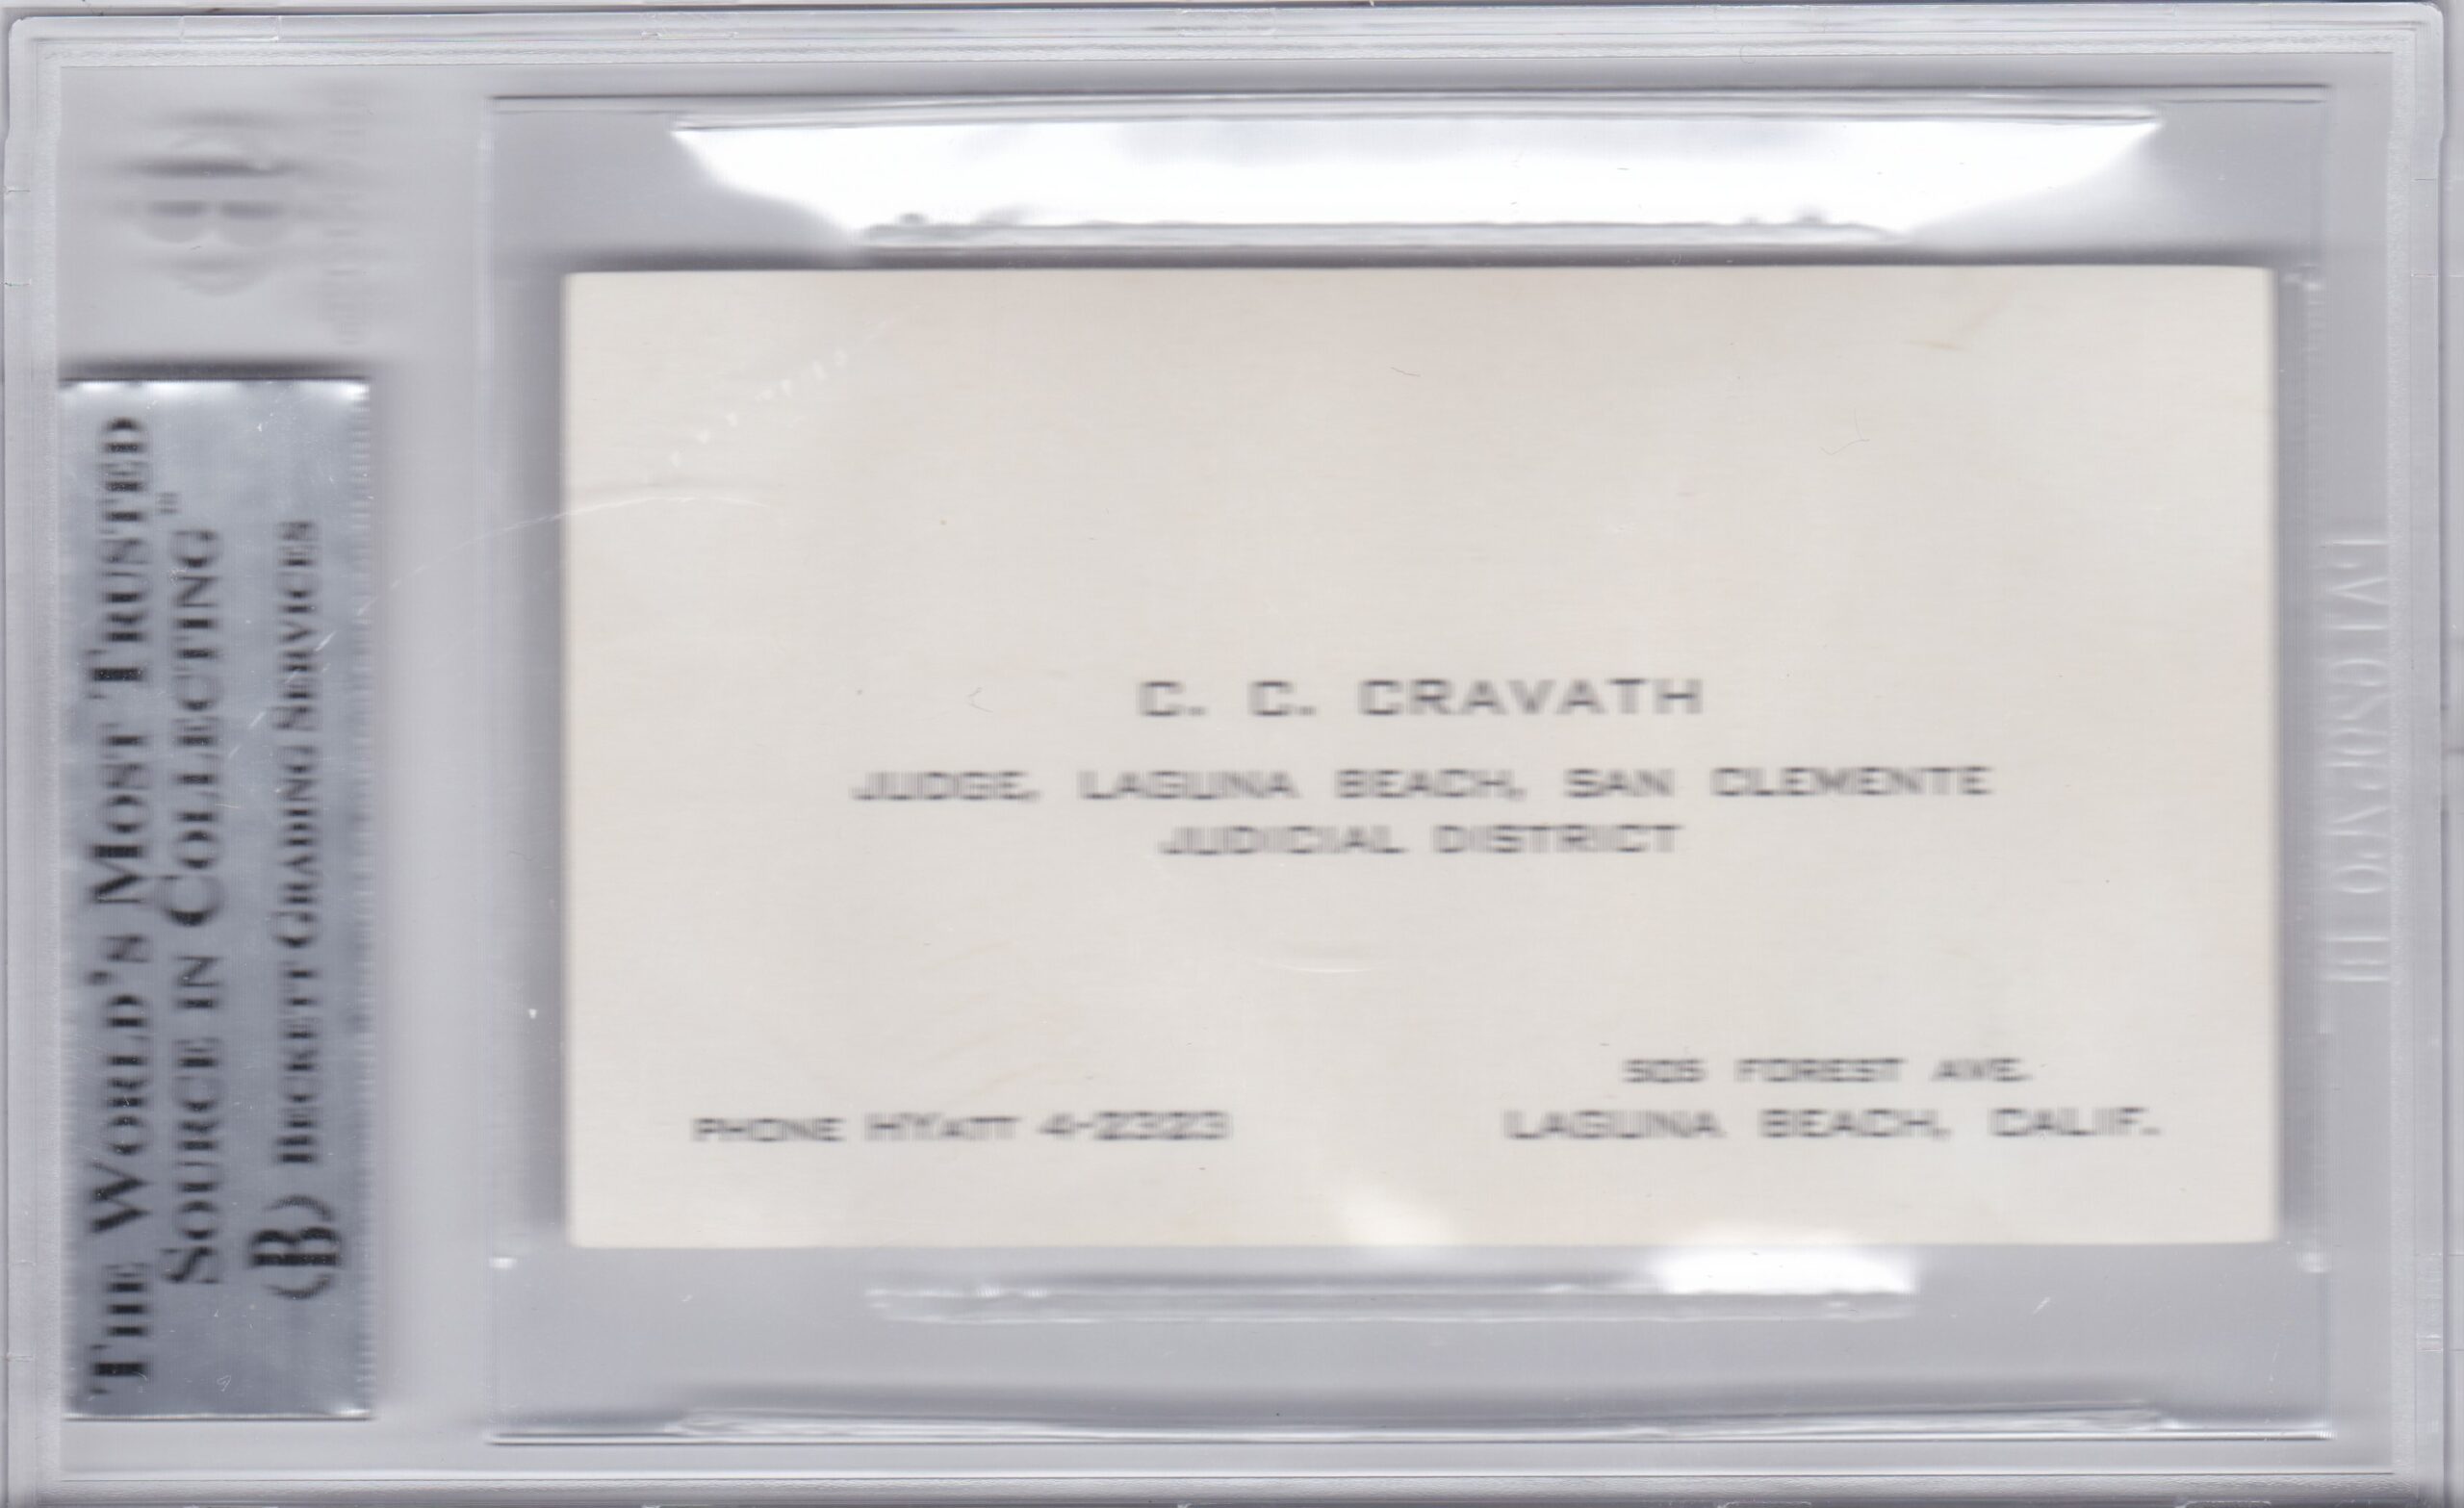 THE WORLD'S MOST TRUSTED
SOURCE IN COLLECTING™
B BECKETT GRADING SERVICES
C. C. CRAVATH
JUDGE, LAGUNA BEACH, SAN CLEMENTE
JUDICIAL DISTRICT
PHONE HYATT 4-2323
505 FOREST AVE.
LAGUNA BEACH, CALIF.